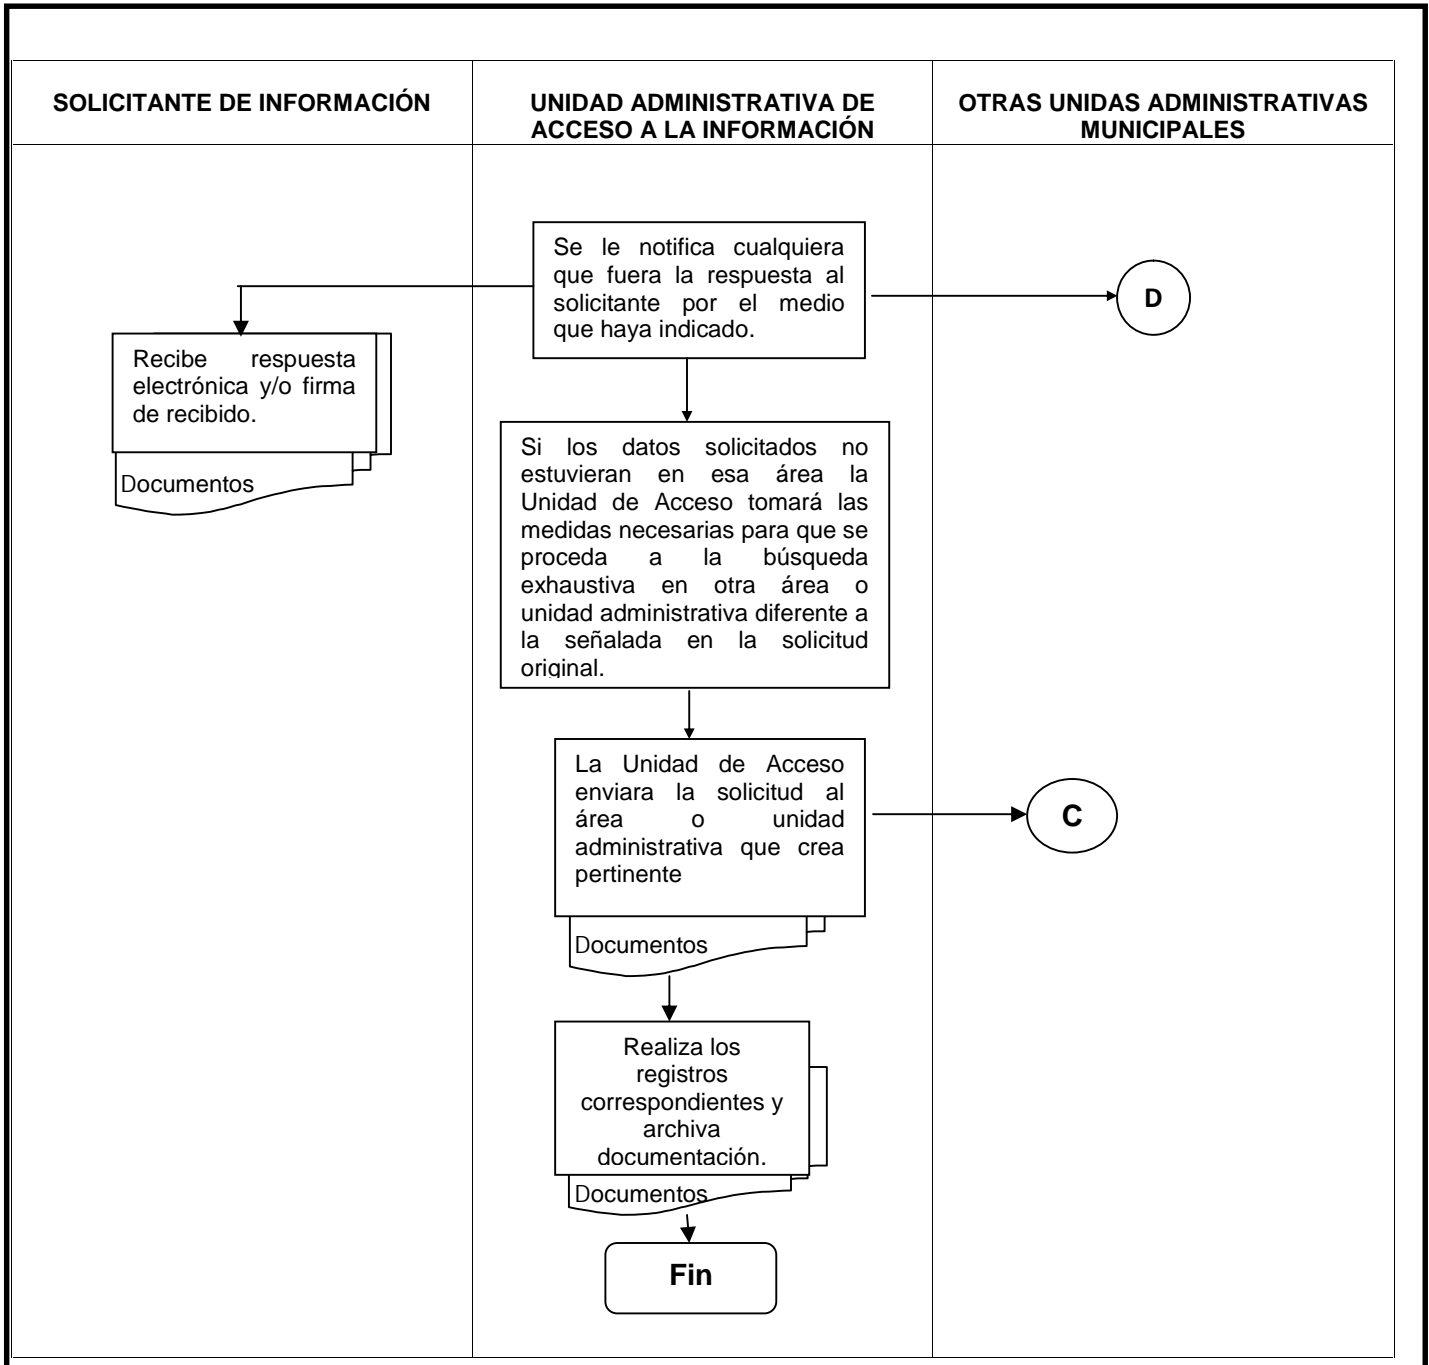 SOLICITANTE DE INFORMACIÓN
UNIDAD ADMINISTRATIVA DE
ACCESO A LA INFORMACIÓN
OTRAS UNIDAS ADMINISTRATIVAS
MUNICIPALES
Se le notifica cualquiera
que fuera la respuesta al
solicitante por el medio
que haya indicado.
D
Recibe respuesta
electrónica y/o firma
de recibido.
Documentos
Si los datos solicitados no
estuvieran en esa área la
Unidad de Acceso tomará las
medidas necesarias para que se
proceda a la búsqueda
exhaustiva en otra área o
unidad administrativa diferente a
la señalada en la solicitud
original.
La Unidad de Acceso
enviara la solicitud al
área o unidad
administrativa que crea
pertinente
C
Documentos
Realiza los
registros
correspondientes y
archiva
documentación.
Documentos
Fin